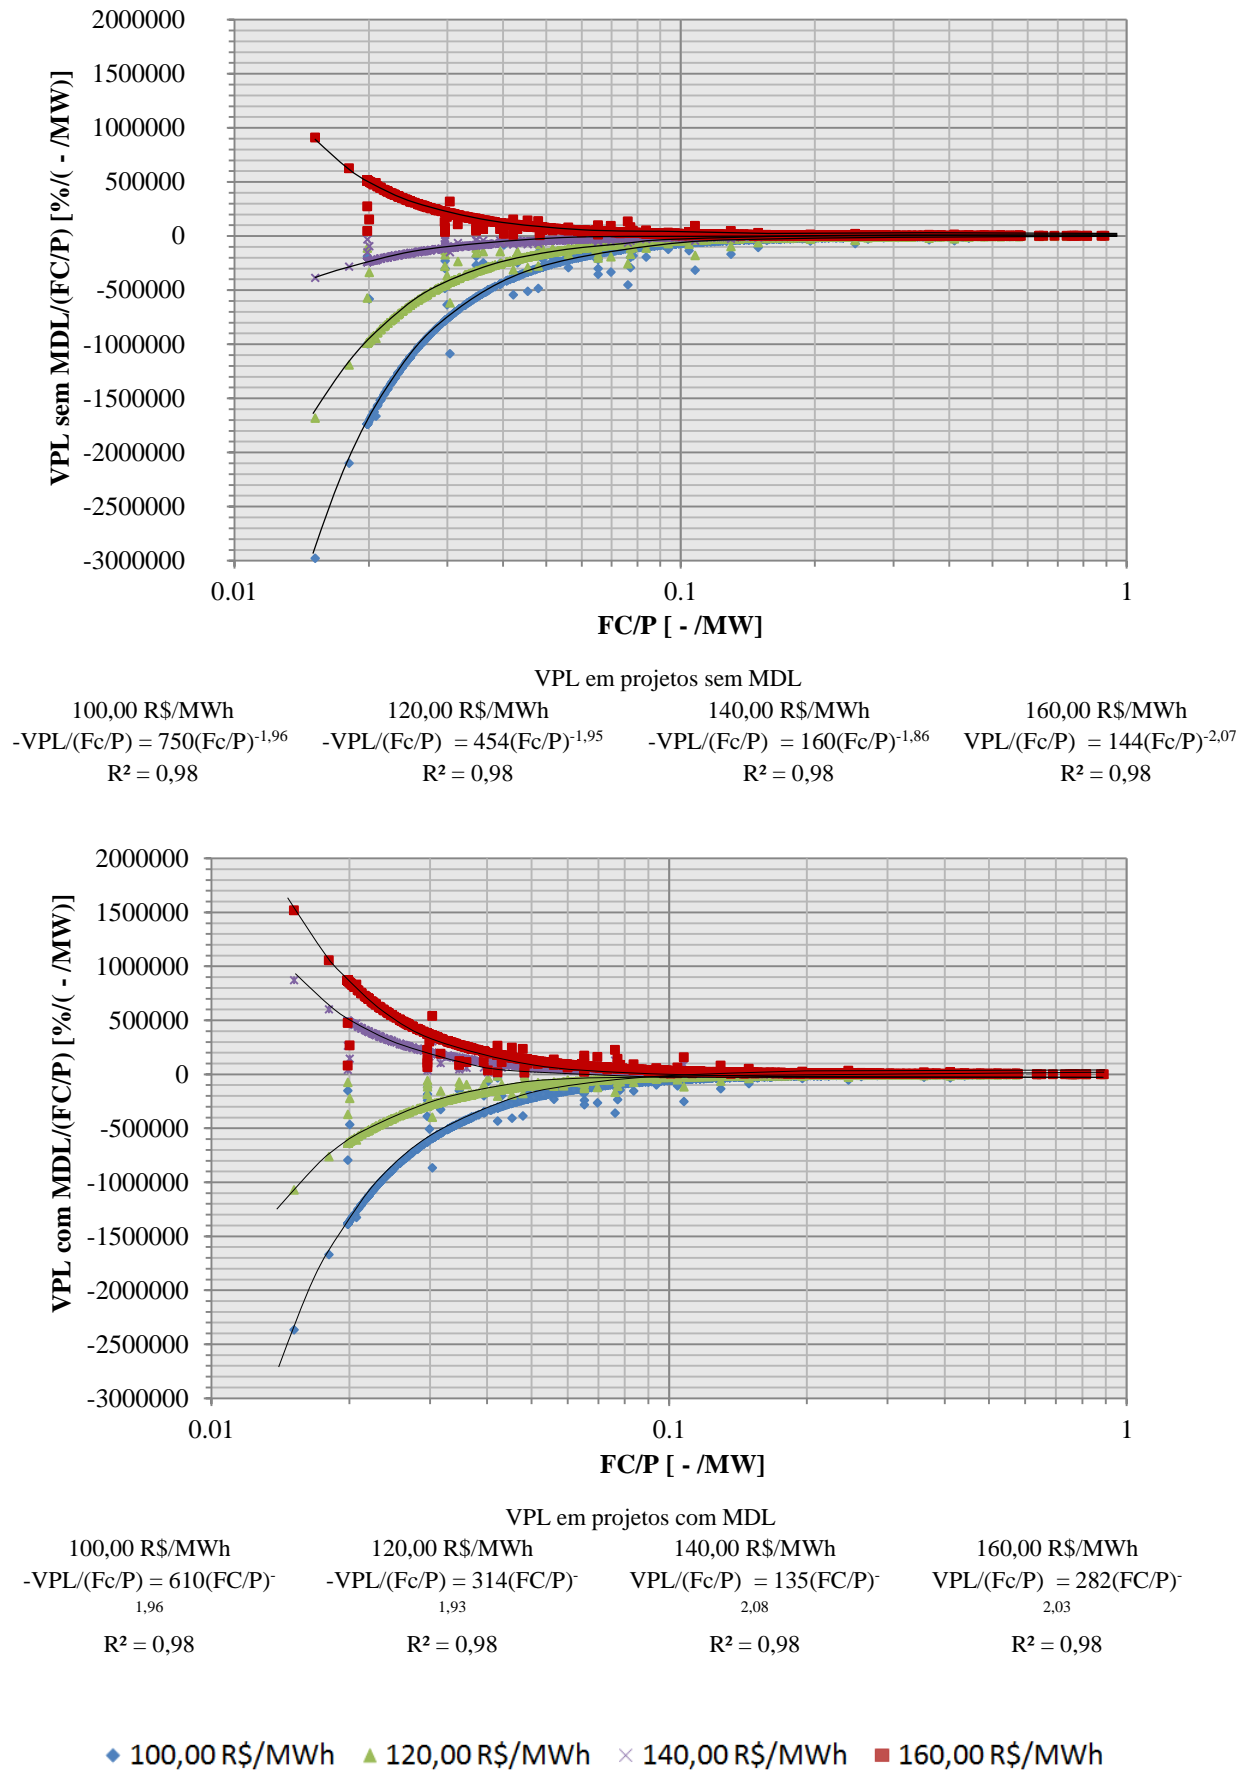 2000000
1500000
1000000
500000
0
-500000
-1000000
-1500000
-2000000
-2500000
-3000000
VPL sem MDL/(FC/P) [%/( - /MW)]
0.01 0.1 1
FC/P [ - /MW]
VPL em projetos sem MDL
100,00 R$/MWh 120,00 R$/MWh 140,00 R$/MWh 160,00 R$/MWh
-VPL/(Fc/P) = 750(Fc/P)-1,96 -VPL/(Fc/P) = 454(Fc/P)-1,95 -VPL/(Fc/P) = 160(Fc/P)-1,86 VPL/(Fc/P) = 144(Fc/P)-2,07
R² = 0,98 R² = 0,98 R² = 0,98 R² = 0,98
2000000
1500000
1000000
500000
0
-500000
-1000000
-1500000
-2000000
-2500000
-3000000
VPL com MDL/(FC/P) [%/( - /MW)]
0.01 0.1 1
FC/P [ - /MW]
VPL em projetos com MDL
100,00 R$/MWh 120,00 R$/MWh 140,00 R$/MWh 160,00 R$/MWh
-VPL/(Fc/P) = 610(FC/P)- -VPL/(Fc/P) = 314(FC/P)- VPL/(Fc/P) = 135(FC/P)- VPL/(Fc/P) = 282(FC/P)-
1,96 1,93 2,08 2,03
R² = 0,98 R² = 0,98 R² = 0,98 R² = 0,98
100,00 R$/MWh 120,00 R$/MWh 140,00 R$/MWh 160,00 R$/MWh